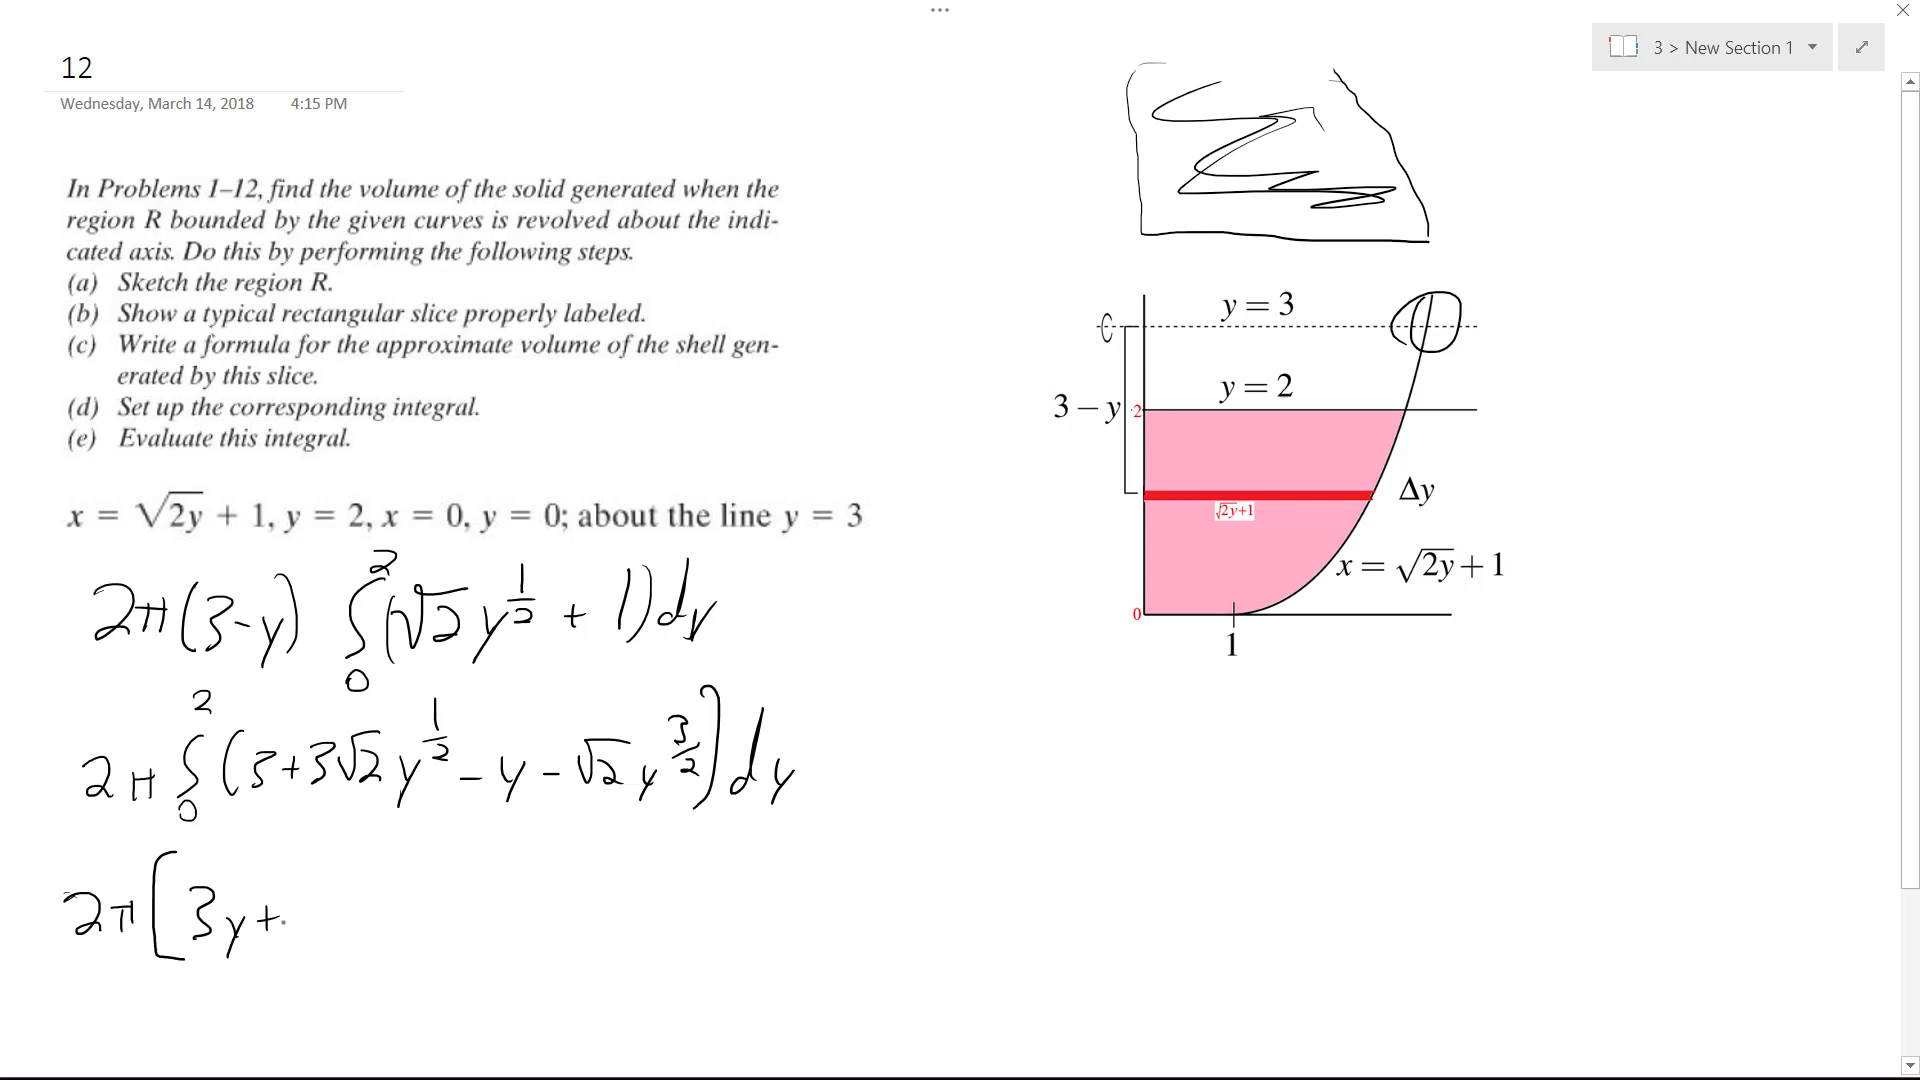 3 > New Section 1
12
Wednesday, March 14, 2018 4:15 PM
In Problems 1–12, find the volume of the solid generated when the
region R bounded by the given curves is revolved about the indi-
cated axis. Do this by performing the following steps.
(a) Sketch the region R.
(b) Show a typical rectangular slice properly labeled.
(c) Write a formula for the approximate volume of the shell gen-
erated by this slice.
(d) Set up the corresponding integral.
(e) Evaluate this integral.
x = √2y + 1, y = 2, x = 0, y = 0; about the line y = 3
2π(3-y) ∫₀² (√2 y^{1/2} + 1) dy
2π ∫₀² (3+3√2 y^{1/2} - y - √2 y^{3/2}) dy
2π[3y+
y = 3
y = 2
3 − y
2
Δy
√2y+1
x = √2y + 1
0
1